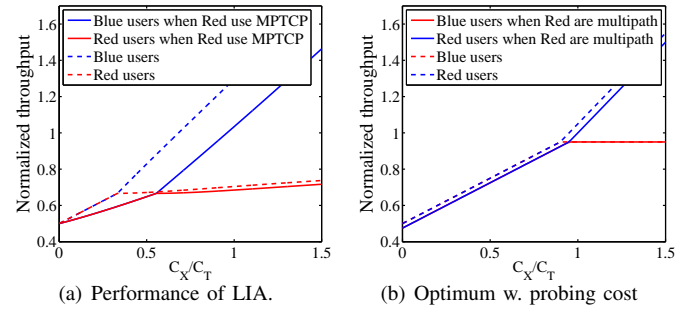 Blue users when Red use MPTCP
Red users when Red use MPTCP
Blue users
Red users
Normalized throughput
1.6
1.4
1.2
1
0.8
0.6
0.4
0
0.5
1
1.5
C_X/C_T
(a) Performance of LIA.
Blue users when Red are multipath
Red users when Red are multipath
Blue users
Red users
Normalized throughput
1.6
1.4
1.2
1
0.8
0.6
0.4
0
0.5
1
1.5
C_X/C_T
(b) Optimum w. probing cost